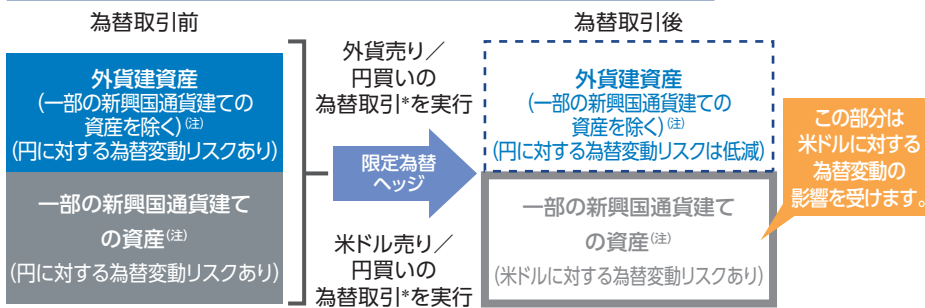 為替取引前
外貨建資産
(一部の新興国通貨建ての
資産を除く)(注)
(円に対する為替変動リスクあり)
一部の新興国通貨建て
の資産(注)
(円に対する為替変動リスクあり)
外貨売り／
円買いの
為替取引*を実行
限定為替
ヘッジ
米ドル売り／
円買いの
為替取引*を実行
為替取引後
外貨建資産
(一部の新興国通貨建ての
資産を除く)(注)
(円に対する為替変動リスクは低減)
一部の新興国通貨建て
の資産(注)
(米ドルに対する為替変動リスクあり)
この部分は
米ドルに対する
為替変動の
影響を受けます。